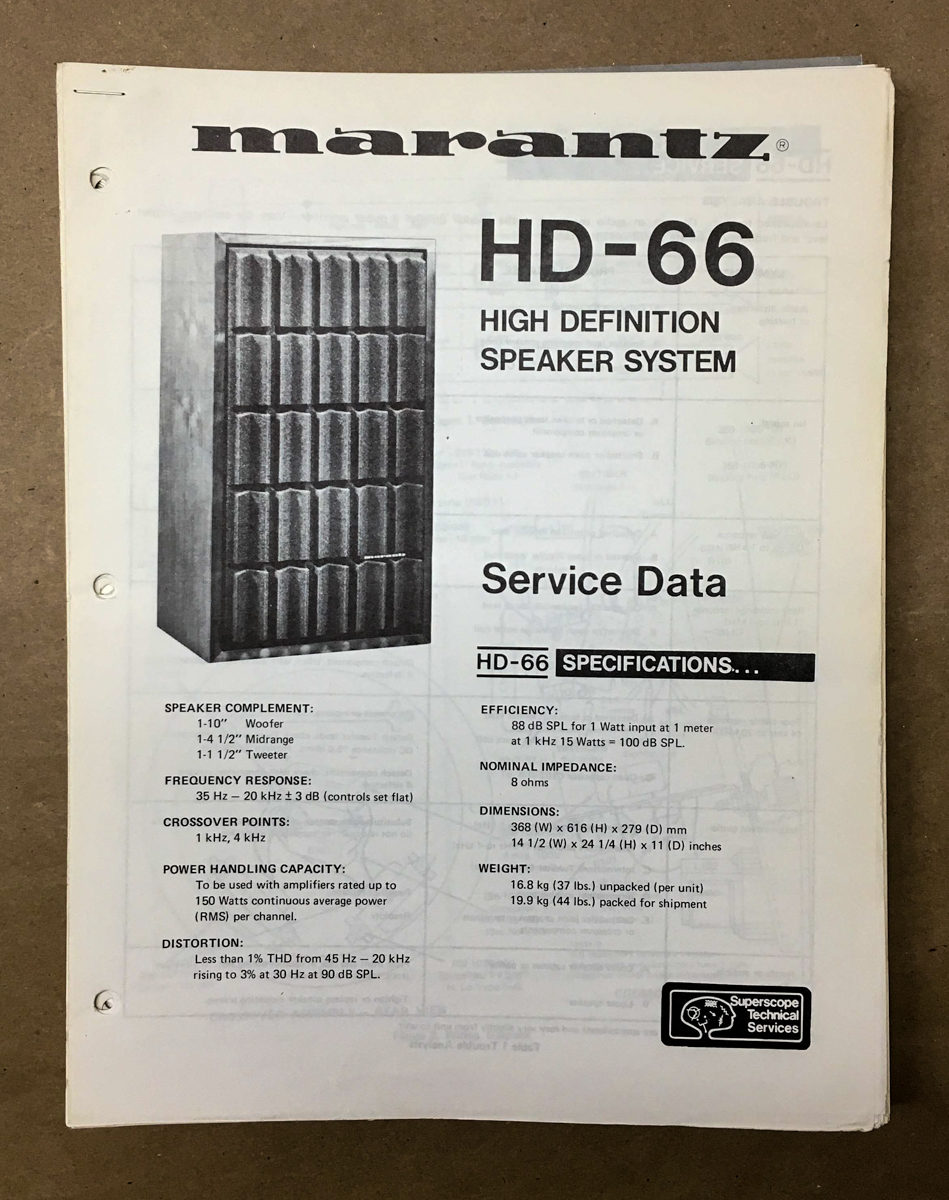 marantz®
HD-66
HIGH DEFINITION
SPEAKER SYSTEM
Service Data
HD-66 SPECIFICATIONS...
SPEAKER COMPLEMENT:
1-10" Woofer
1-4 1/2" Midrange
1-1 1/2" Tweeter
FREQUENCY RESPONSE:
35 Hz – 20 kHz ± 3 dB (controls set flat)
CROSSOVER POINTS:
1 kHz, 4 kHz
POWER HANDLING CAPACITY:
To be used with amplifiers rated up to
150 Watts continuous average power
(RMS) per channel.
DISTORTION:
Less than 1% THD from 45 Hz – 20 kHz
rising to 3% at 30 Hz at 90 dB SPL.
EFFICIENCY:
88 dB SPL for 1 Watt input at 1 meter
at 1 kHz 15 Watts = 100 dB SPL.
NOMINAL IMPEDANCE:
8 ohms
DIMENSIONS:
368 (W) x 616 (H) x 279 (D) mm
14 1/2 (W) x 24 1/4 (H) x 11 (D) inches
WEIGHT:
16.8 kg (37 lbs.) unpacked (per unit)
19.9 kg (44 lbs.) packed for shipment
Superscope
Technical
Services